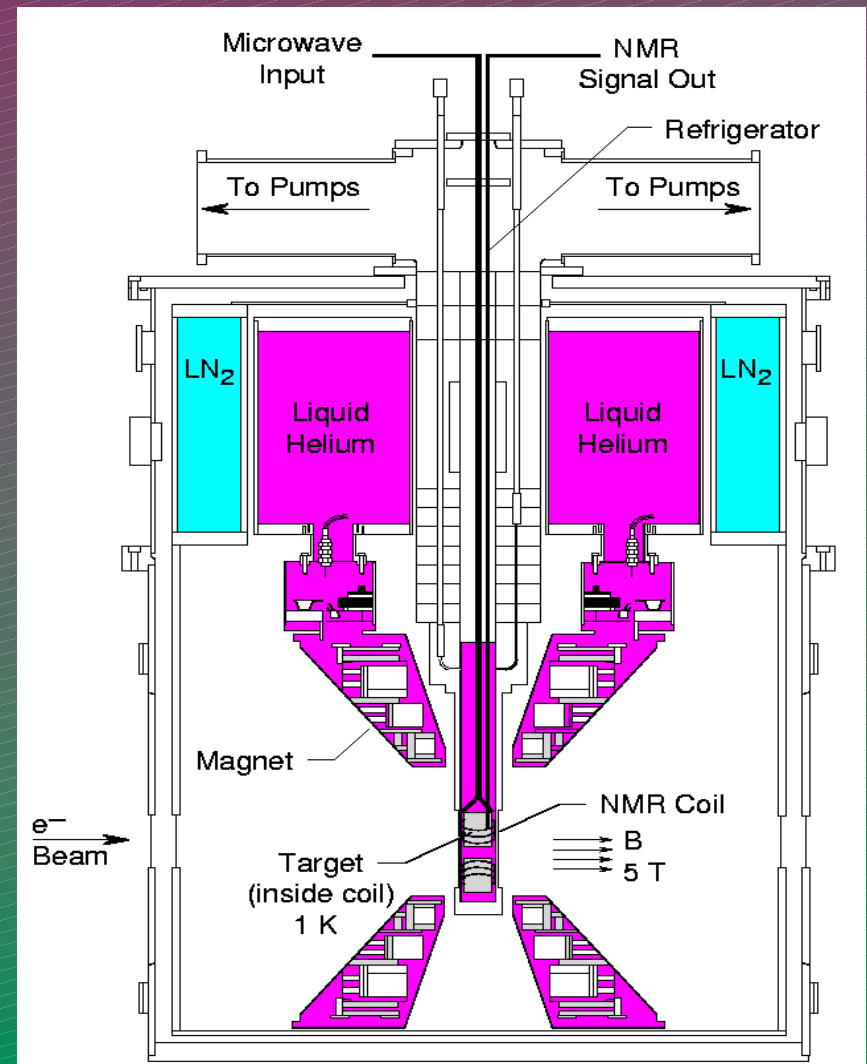 Microwave
Input
NMR
Signal Out
Refrigerator
To Pumps
To Pumps
LN2
Liquid
Helium
Liquid
Helium
LN2
Magnet
NMR Coil
e–
Beam
B
5 T
Target
(inside coil)
1 K